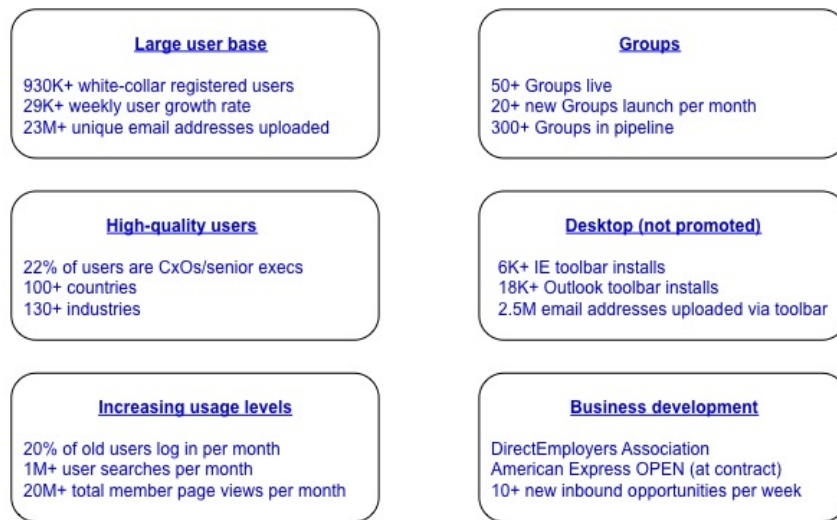 Large user base
930K+ white-collar registered users
29K+ weekly user growth rate
23M+ unique email addresses uploaded
Groups
50+ Groups live
20+ new Groups launch per month
300+ Groups in pipeline
High-quality users
22% of users are CxOs/senior execs
100+ countries
130+ industries
Desktop (not promoted)
6K+ IE toolbar installs
18K+ Outlook toolbar installs
2.5M email addresses uploaded via toolbar
Increasing usage levels
20% of old users log in per month
1M+ user searches per month
20M+ total member page views per month
Business development
DirectEmployers Association
American Express OPEN (at contract)
10+ new inbound opportunities per week